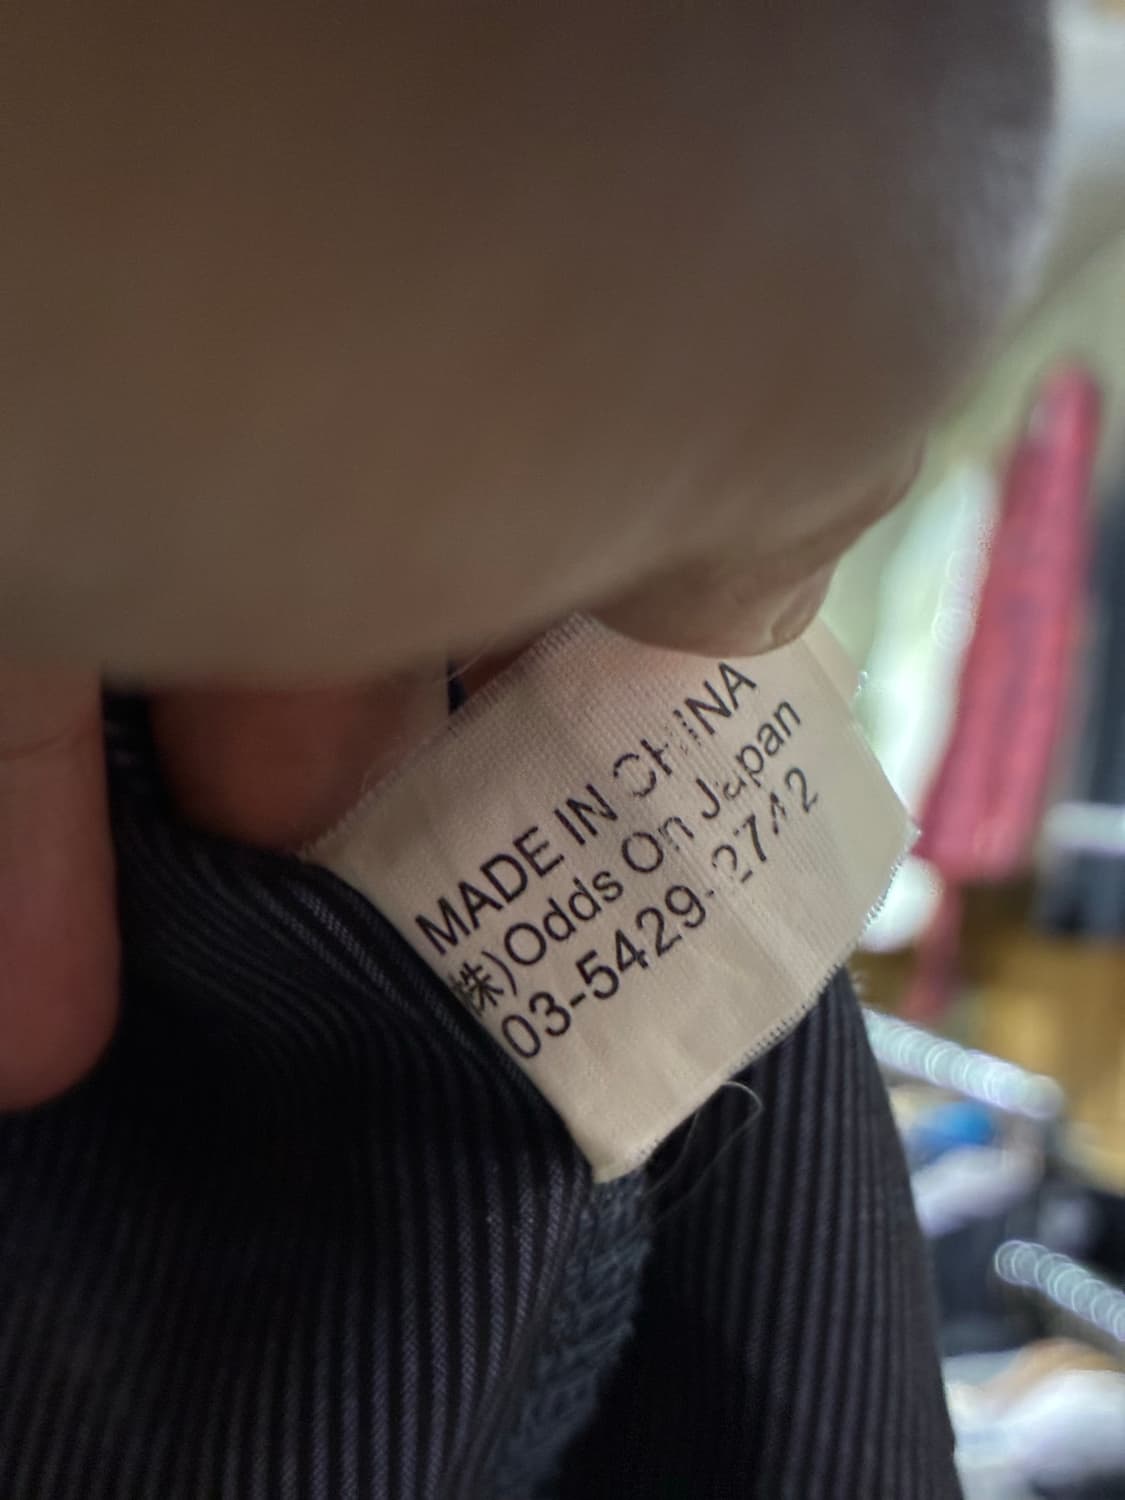 MADE IN CHINA
(株)Odds On Japan
03-5429-2742